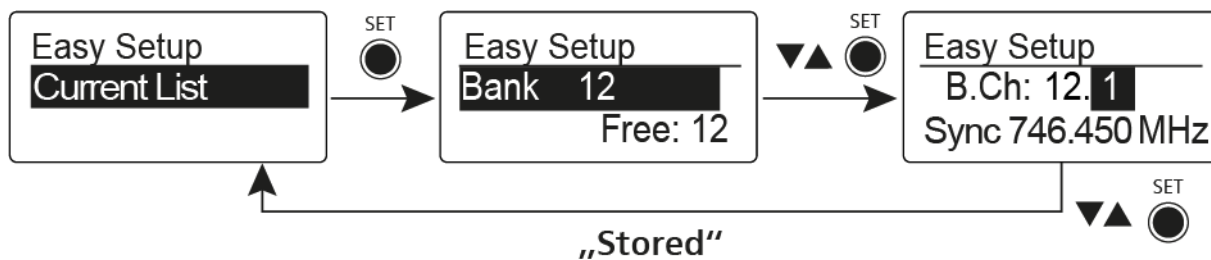 Easy Setup
Current List
SET
Easy Setup
Bank 12
Free: 12
SET
Easy Setup
B.Ch: 12. 1
Sync 746.450 MHz
SET
„Stored“